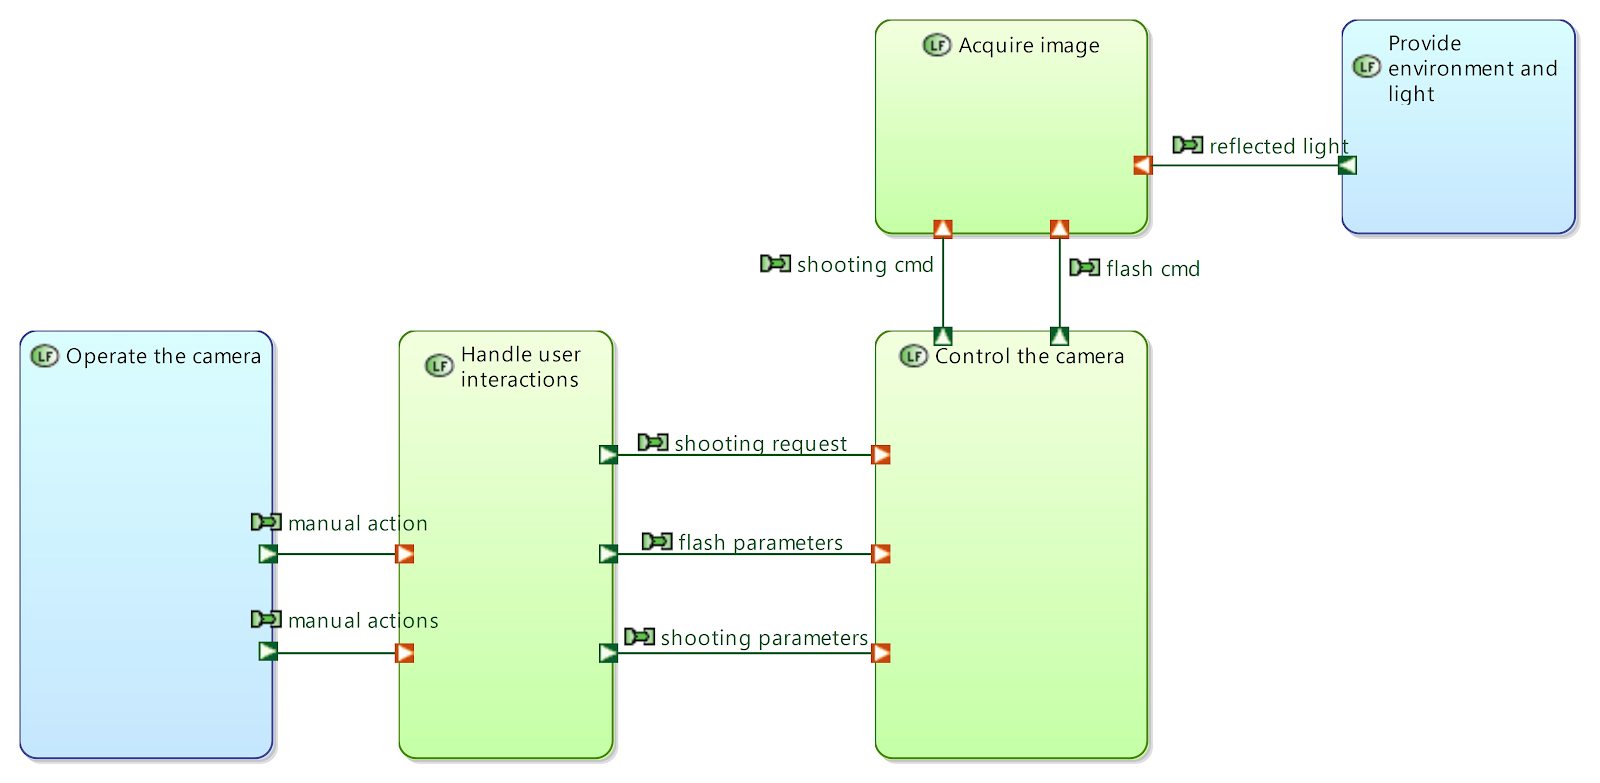 LF Acquire image
LF Provide
environment and
light
reflected light
shooting cmd
flash cmd
LF Operate the camera
LF Handle user
interactions
LF Control the camera
shooting request
manual action
flash parameters
manual actions
shooting parameters